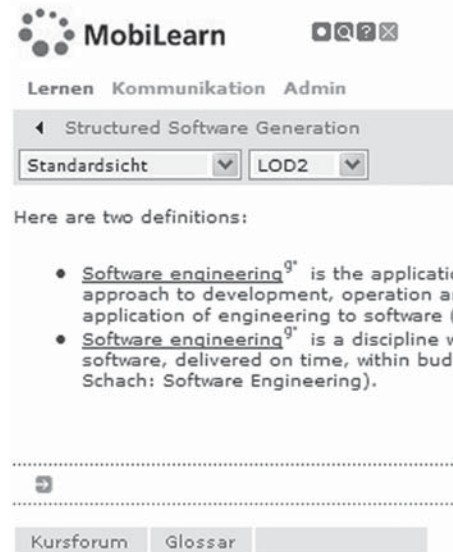 MobiLearn
Lernen Kommunikation Admin
Structured Software Generation
Standardsicht LOD2
Here are two definitions:
• Software engineering g* is the applicatio
approach to development, operation a
application of engineering to software (
• Software engineering g* is a discipline w
software, delivered on time, within bud
Schach: Software Engineering).
Kursforum Glossar